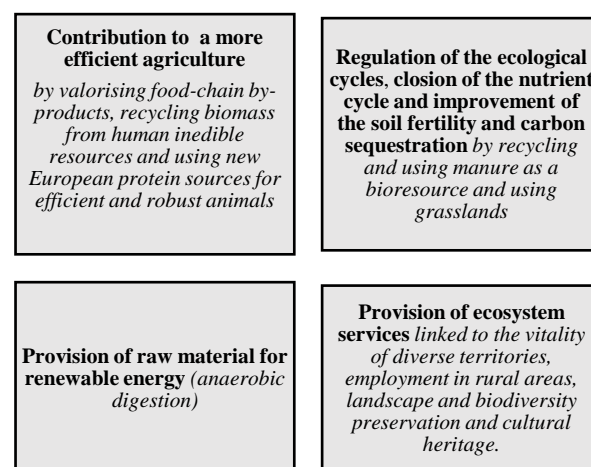 Contribution to a more
efficient agriculture
by valorising food-chain by-
products, recycling biomass
from human inedible
resources and using new
European protein sources for
efficient and robust animals
Regulation of the ecological
cycles, closion of the nutrient
cycle and improvement of
the soil fertility and carbon
sequestration by recycling
and using manure as a
bioresource and using
grasslands
Provision of raw material for
renewable energy (anaerobic
digestion)
Provision of ecosystem
services linked to the vitality
of diverse territories,
employment in rural areas,
landscape and biodiversity
preservation and cultural
heritage.